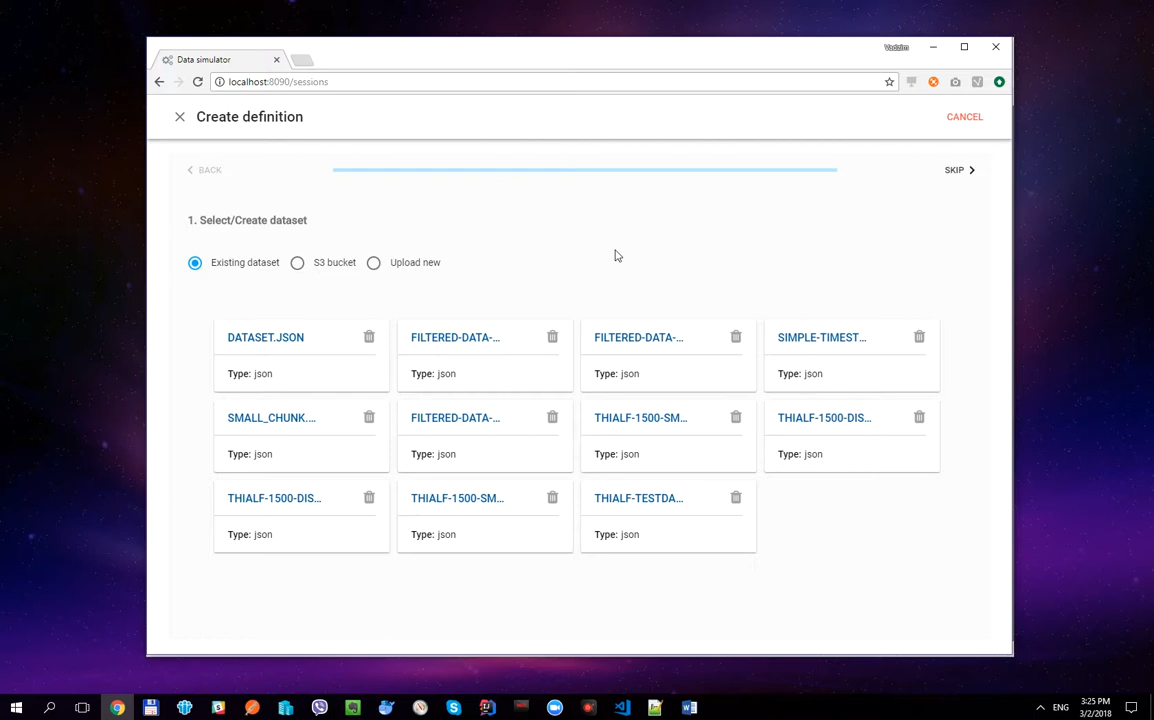 Vadzim
Data simulator
localhost:8090/sessions
Create definition
CANCEL
BACK
SKIP
1. Select/Create dataset
Existing dataset
S3 bucket
Upload new
DATASET.JSON
FILTERED-DATA-...
FILTERED-DATA-...
SIMPLE-TIMEST...
Type: json
Type: json
Type: json
Type: json
SMALL_CHUNK....
FILTERED-DATA-...
THIALF-1500-SM...
THIALF-1500-DIS...
Type: json
Type: json
Type: json
Type: json
THIALF-1500-DIS...
THIALF-1500-SM...
THIALF-TESTDA...
Type: json
Type: json
Type: json
ENG
3:25 PM
3/2/2018